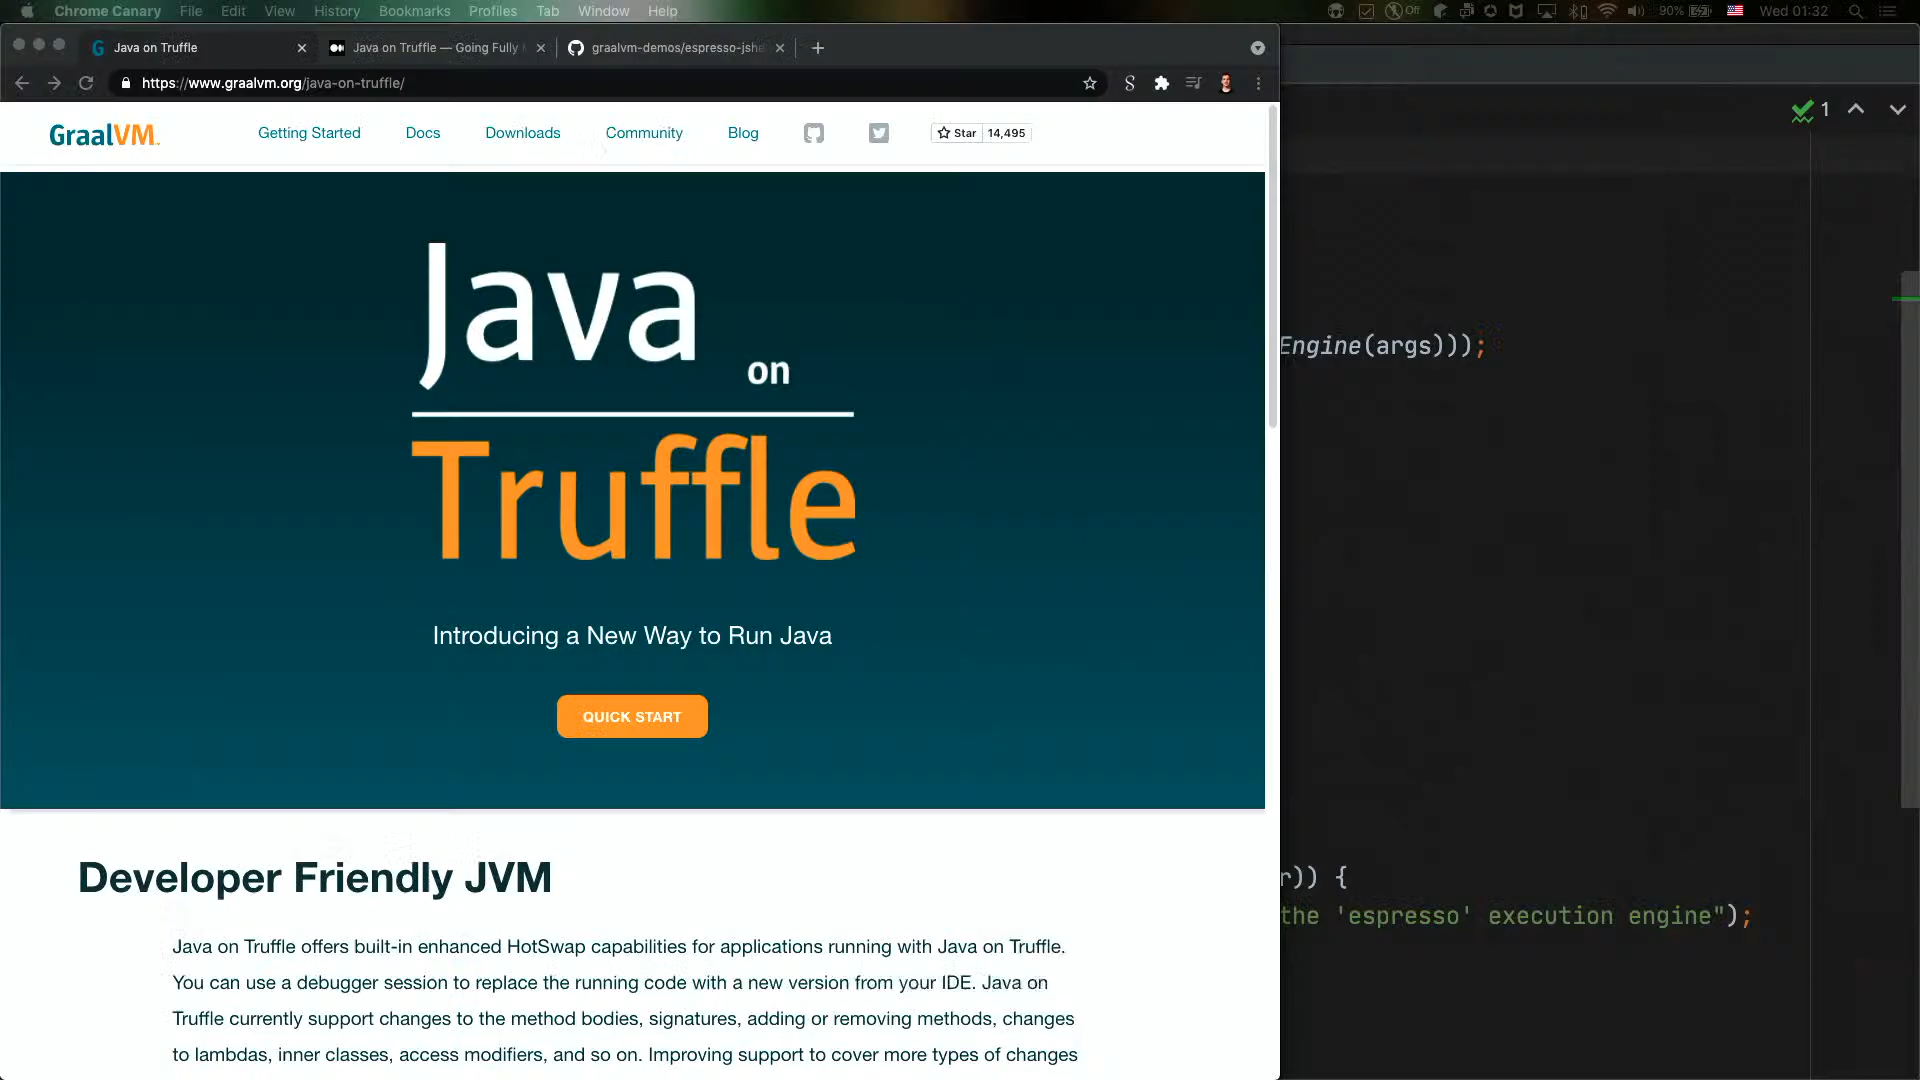 Chrome Canary File Edit View History Bookmarks Profiles Tab Window Help Off 90% Wed 01:32
Java on Truffle
Java on Truffle — Going Fully
graalvm-demos/espresso-jshe
https://www.graalvm.org/java-on-truffle/
GraalVM
Getting Started Docs Downloads Community Blog Star 14,495
1
Java on
Truffle
Introducing a New Way to Run Java
QUICK START
Developer Friendly JVM
Java on Truffle offers built-in enhanced HotSwap capabilities for applications running with Java on Truffle.
You can use a debugger session to replace the running code with a new version from your IDE. Java on
Truffle currently support changes to the method bodies, signatures, adding or removing methods, changes
to lambdas, inner classes, access modifiers, and so on. Improving support to cover more types of changes
Engine(args)));
r)) {
the 'espresso' execution engine");